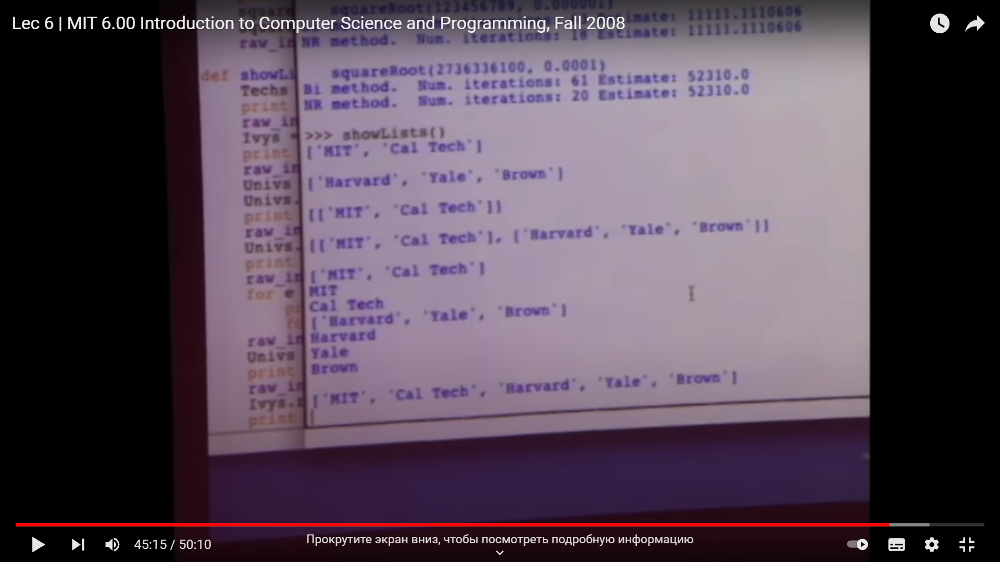 Lec 6 | MIT 6.00 Introduction to Computer Science and Programming, Fall 2008
square
squareRoot(123456789, 0.000001)
Estimate: 11111.1110606
raw_in
NR method. Num. iterations: 18 Estimate: 11111.1110606
def showLi
squareRoot(2736336100, 0.0001)
Techs
Bi method. Num. iterations: 61 Estimate: 52310.0
print
NR method. Num. iterations: 20 Estimate: 52310.0
raw_in
Ivys =
>>> showLists()
print
['MIT', 'Cal Tech']
raw_in
Univs
['Harvard', 'Yale', 'Brown']
Univs.
print
[['MIT', 'Cal Tech']]
raw_in
Univs.
[['MIT', 'Cal Tech'], ['Harvard', 'Yale', 'Brown']]
print
raw_in
['MIT', 'Cal Tech']
for e
MIT
pr
Cal Tech
fo
['Harvard', 'Yale', 'Brown']
raw_in
Harvard
Univs
Yale
print
Brown
raw_in
Ivys.r
['MIT', 'Cal Tech', 'Harvard', 'Yale', 'Brown']
print
45:15 / 50:10
Прокрутите экран вниз, чтобы посмотреть подробную информацию